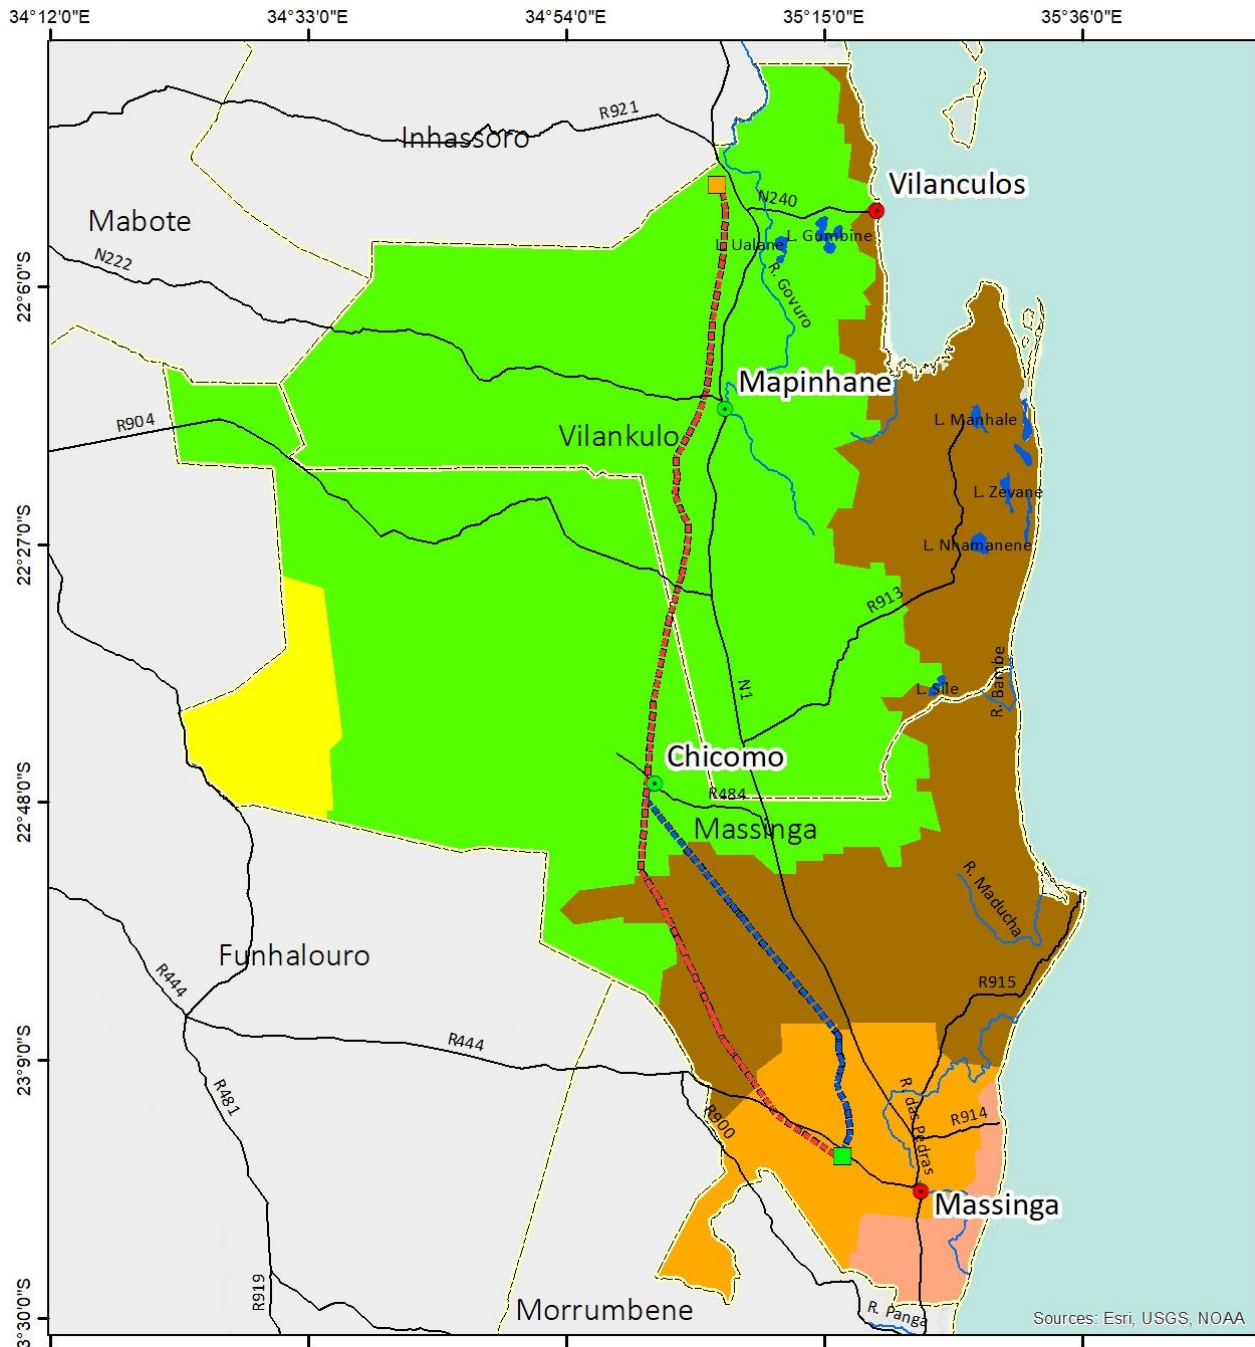 34°12'0"E
34°33'0"E
34°54'0"E
35°15'0"E
35°36'0"E
R921
Inhassoro
Vilanculos
Mabote
N240
N222
L. Ualane
L. Gumbine
22°6'0"S
R. Govuro
Mapinhane
R904
Vilankulo
L. Manhale
L. Zevane
22°27'0"S
L. Nhamanene
R913
R. Bambe
L. Sile
N1
Chicomo
22°48'0"S
R484
Massinga
R. Maducha
Funhalouro
R444
R915
23°9'0"S
R444
R481
R900
R. das Pedras
R914
Massinga
R919
Morrumbene
R. Panga
3°30'0"S
Sources: Esri, USGS, NOAA